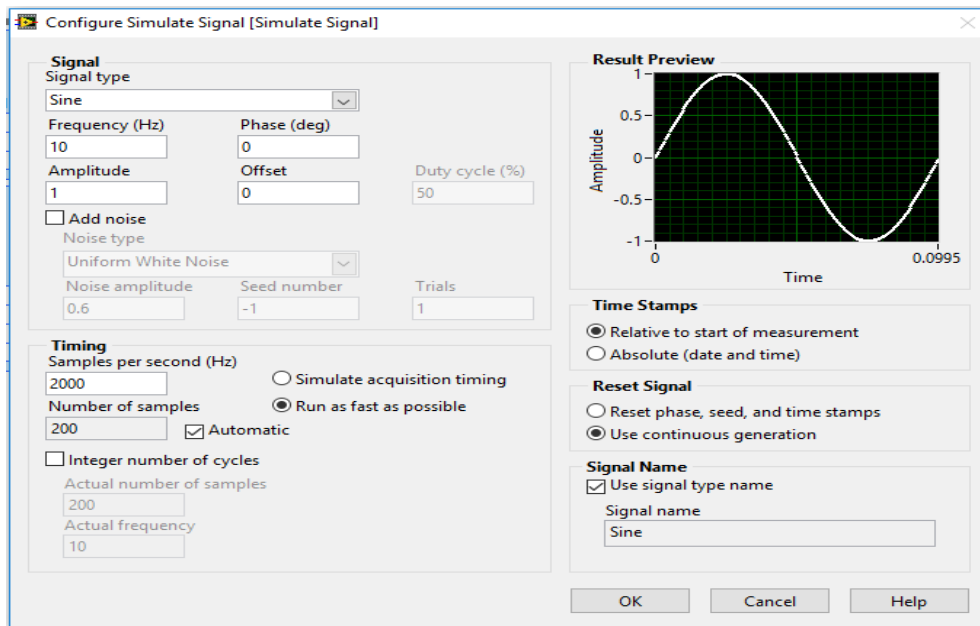 Configure Simulate Signal [Simulate Signal]
Signal
Signal type
Sine
Frequency (Hz) Phase (deg)
10 0
Amplitude Offset Duty cycle (%)
1 0 50
Add noise
Noise type
Uniform White Noise
Noise amplitude Seed number Trials
0.6 -1 1
Timing
Samples per second (Hz)
2000 Simulate acquisition timing
Number of samples Run as fast as possible
200 Automatic
Integer number of cycles
Actual number of samples
200
Actual frequency
10
Result Preview
Amplitude
1
0.5
0
-0.5
-1
0 0.0995
Time
Time Stamps
Relative to start of measurement
Absolute (date and time)
Reset Signal
Reset phase, seed, and time stamps
Use continuous generation
Signal Name
Use signal type name
Signal name
Sine
OK Cancel Help